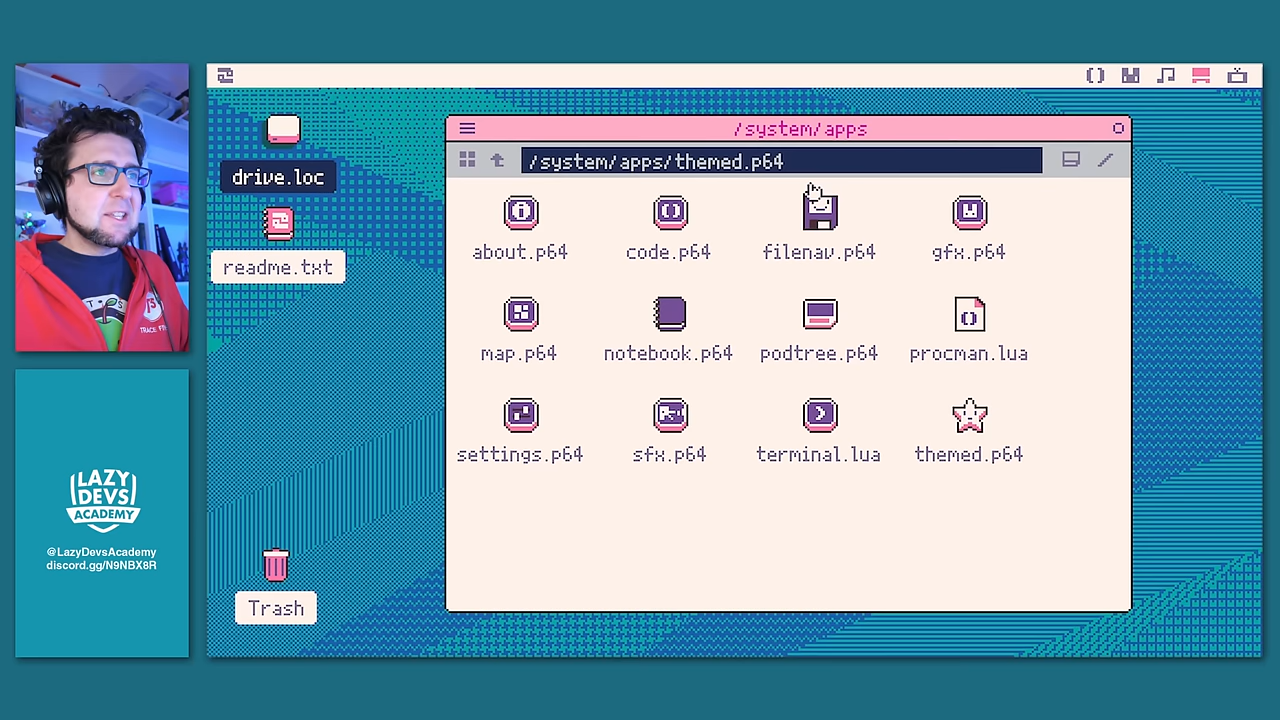 /system/apps
/system/apps/themed.p64
drive.loc
readme.txt
Trash
about.p64
code.p64
filenav.p64
gfx.p64
map.p64
notebook.p64
podtree.p64
procman.lua
settings.p64
sfx.p64
terminal.lua
themed.p64
LAZY
DEVS
ACADEMY
@LazyDevsAcademy
discord.gg/N9NBX8R